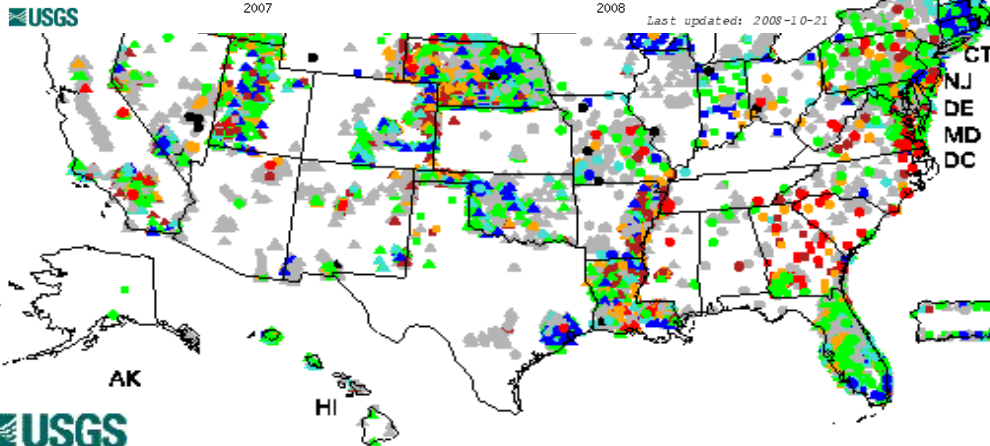 2007 2008
USGS Last updated: 2008-10-21
CT
NJ
DE
MD
DC
AK
HI
USGS